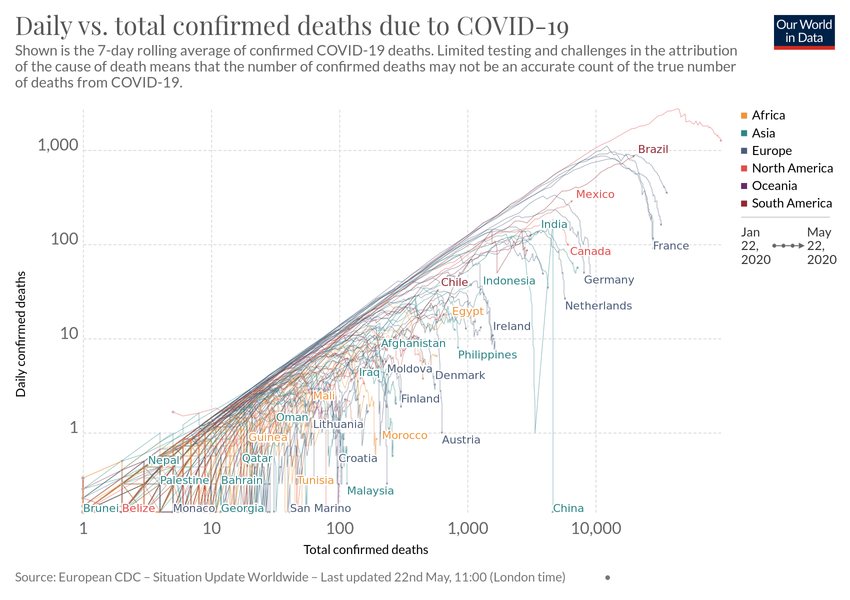 Daily vs. total confirmed deaths due to COVID-19
Our World
in Data
Shown is the 7-day rolling average of confirmed COVID-19 deaths. Limited testing and challenges in the attribution
of the cause of death means that the number of confirmed deaths may not be an accurate count of the true number
of deaths from COVID-19.
Africa
Asia
Europe
North America
Oceania
South America
Jan
22,
2020
May
22,
2020
Daily confirmed deaths
1,000
100
10
1
Brazil
Mexico
India
France
Canada
Chile
Indonesia
Germany
Netherlands
Egypt
Ireland
Afghanistan
Philippines
Iraq
Moldova
Denmark
Mali
Finland
Oman
Lithuania
Guinea
Morocco
Austria
Nepal
Qatar
Croatia
Palestine
Bahrain
Tunisia
Malaysia
Brunei
Belize
Monaco
Georgia
San Marino
China
1
10
100
1,000
10,000
Total confirmed deaths
Source: European CDC – Situation Update Worldwide – Last updated 22nd May, 11:00 (London time)